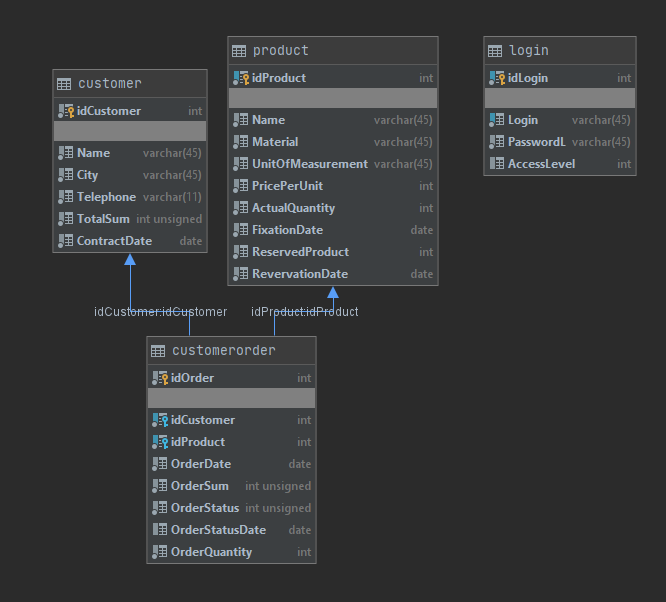 customer
idCustomer int
Name varchar(45)
City varchar(45)
Telephone varchar(11)
TotalSum int unsigned
ContractDate date
product
idProduct int
Name varchar(45)
Material varchar(45)
UnitOfMeasurement varchar(45)
PricePerUnit int
ActualQuantity int
FixationDate date
ReservedProduct int
RevervationDate date
login
idLogin int
Login varchar(45)
PasswordL varchar(45)
AccessLevel int
idCustomer:idCustomer
idProduct:idProduct
customerorder
idOrder int
idCustomer int
idProduct int
OrderDate date
OrderSum int unsigned
OrderStatus int unsigned
OrderStatusDate date
OrderQuantity int